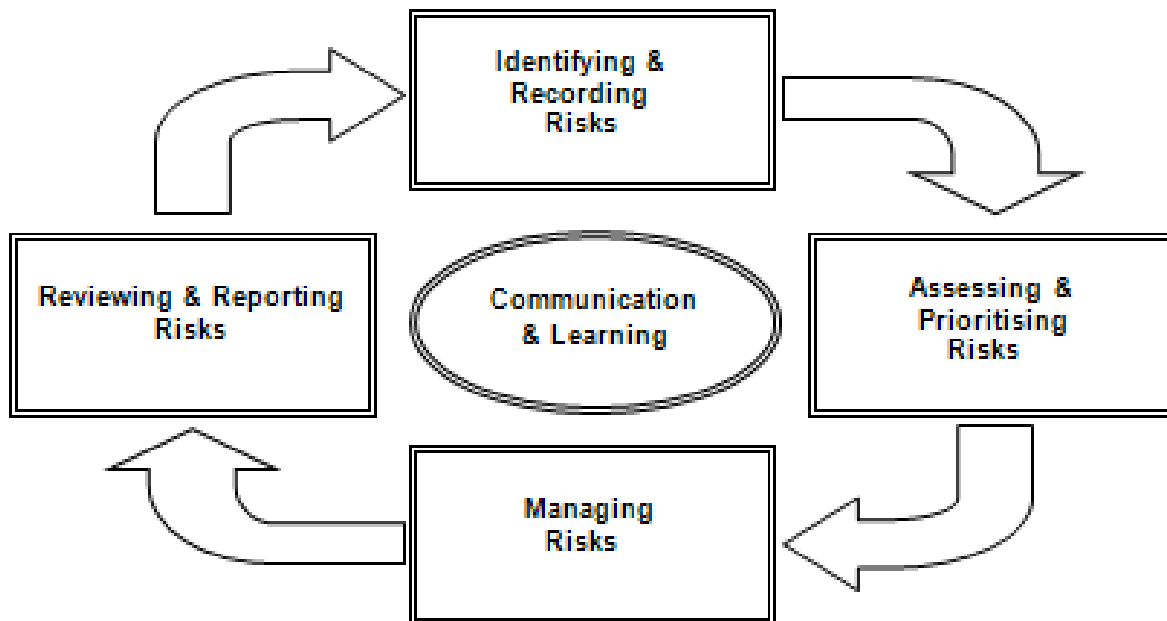 Identifying &
Recording
Risks
Reviewing & Reporting
Risks
Communication
& Learning
Assessing &
Prioritising
Risks
Managing
Risks